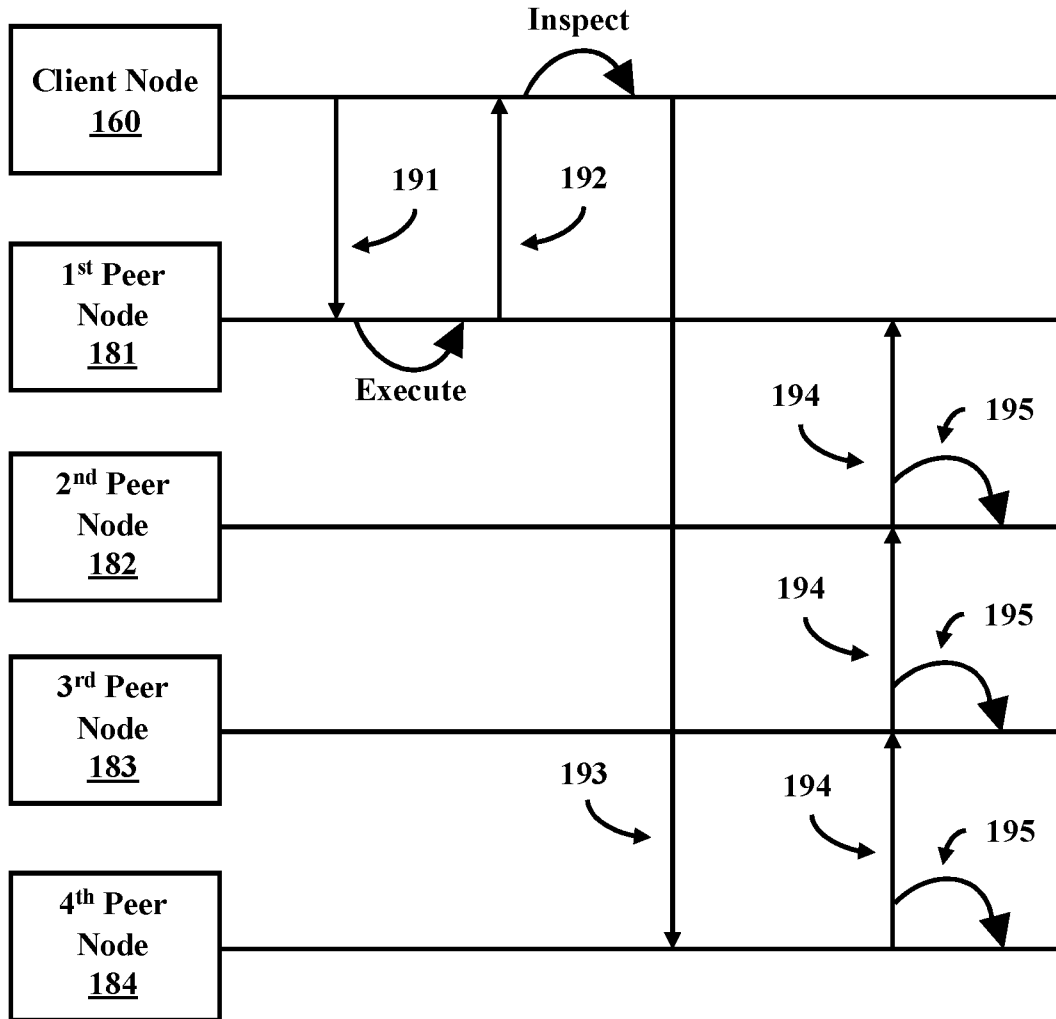 Inspect
Client Node
160
191
192
1st Peer
Node
181
Execute
194
195
2nd Peer
Node
182
194
195
3rd Peer
Node
183
193
194
195
4th Peer
Node
184